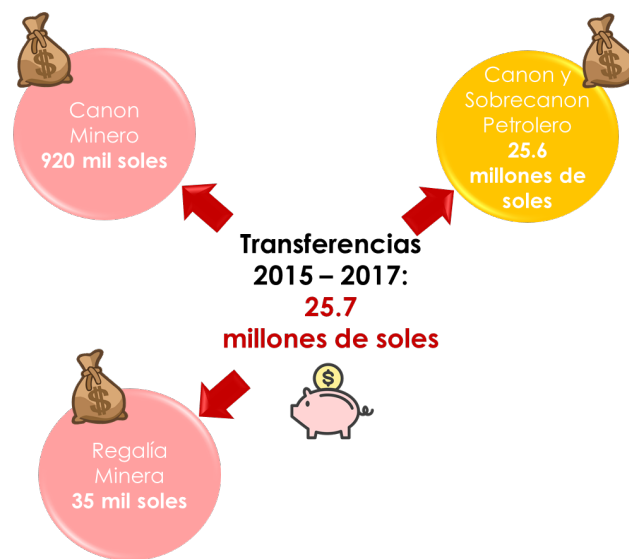 Canon
Minero
920 mil soles
Canon y
Sobrecanon
Petrolero
25.6
millones de
soles
Transferencias
2015 – 2017:
25.7
millones de soles
Regalía
Minera
35 mil soles